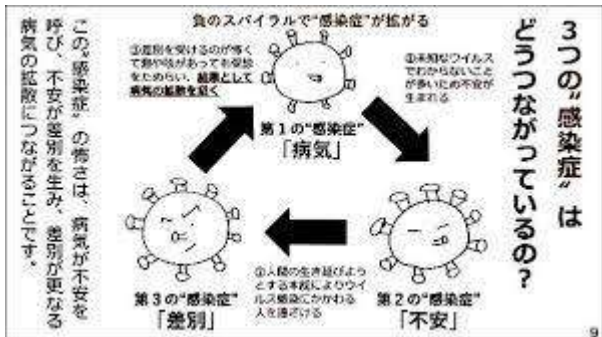 3つの“感染症”は
どうつながっているの?
負のスパイラルで“感染症”が拡がる
③差別を受けるのが怖く
て熱や咳があっても受診
をためらい、結果として
病気の拡散を招く
①未知なウイルス
でわからないこと
が多いため不安が
生まれる
第1の“感染症”
「病気」
②人間の生き延びよう
とする本能によりウイ
ルス感染にかかわる
人を遠ざける
第2の“感染症”
「不安」
第3の“感染症”
「差別」
この“感染症”の怖さは、病気が不安を
呼び、不安が差別を生み、差別が更なる
病気の拡散につながることです。
9